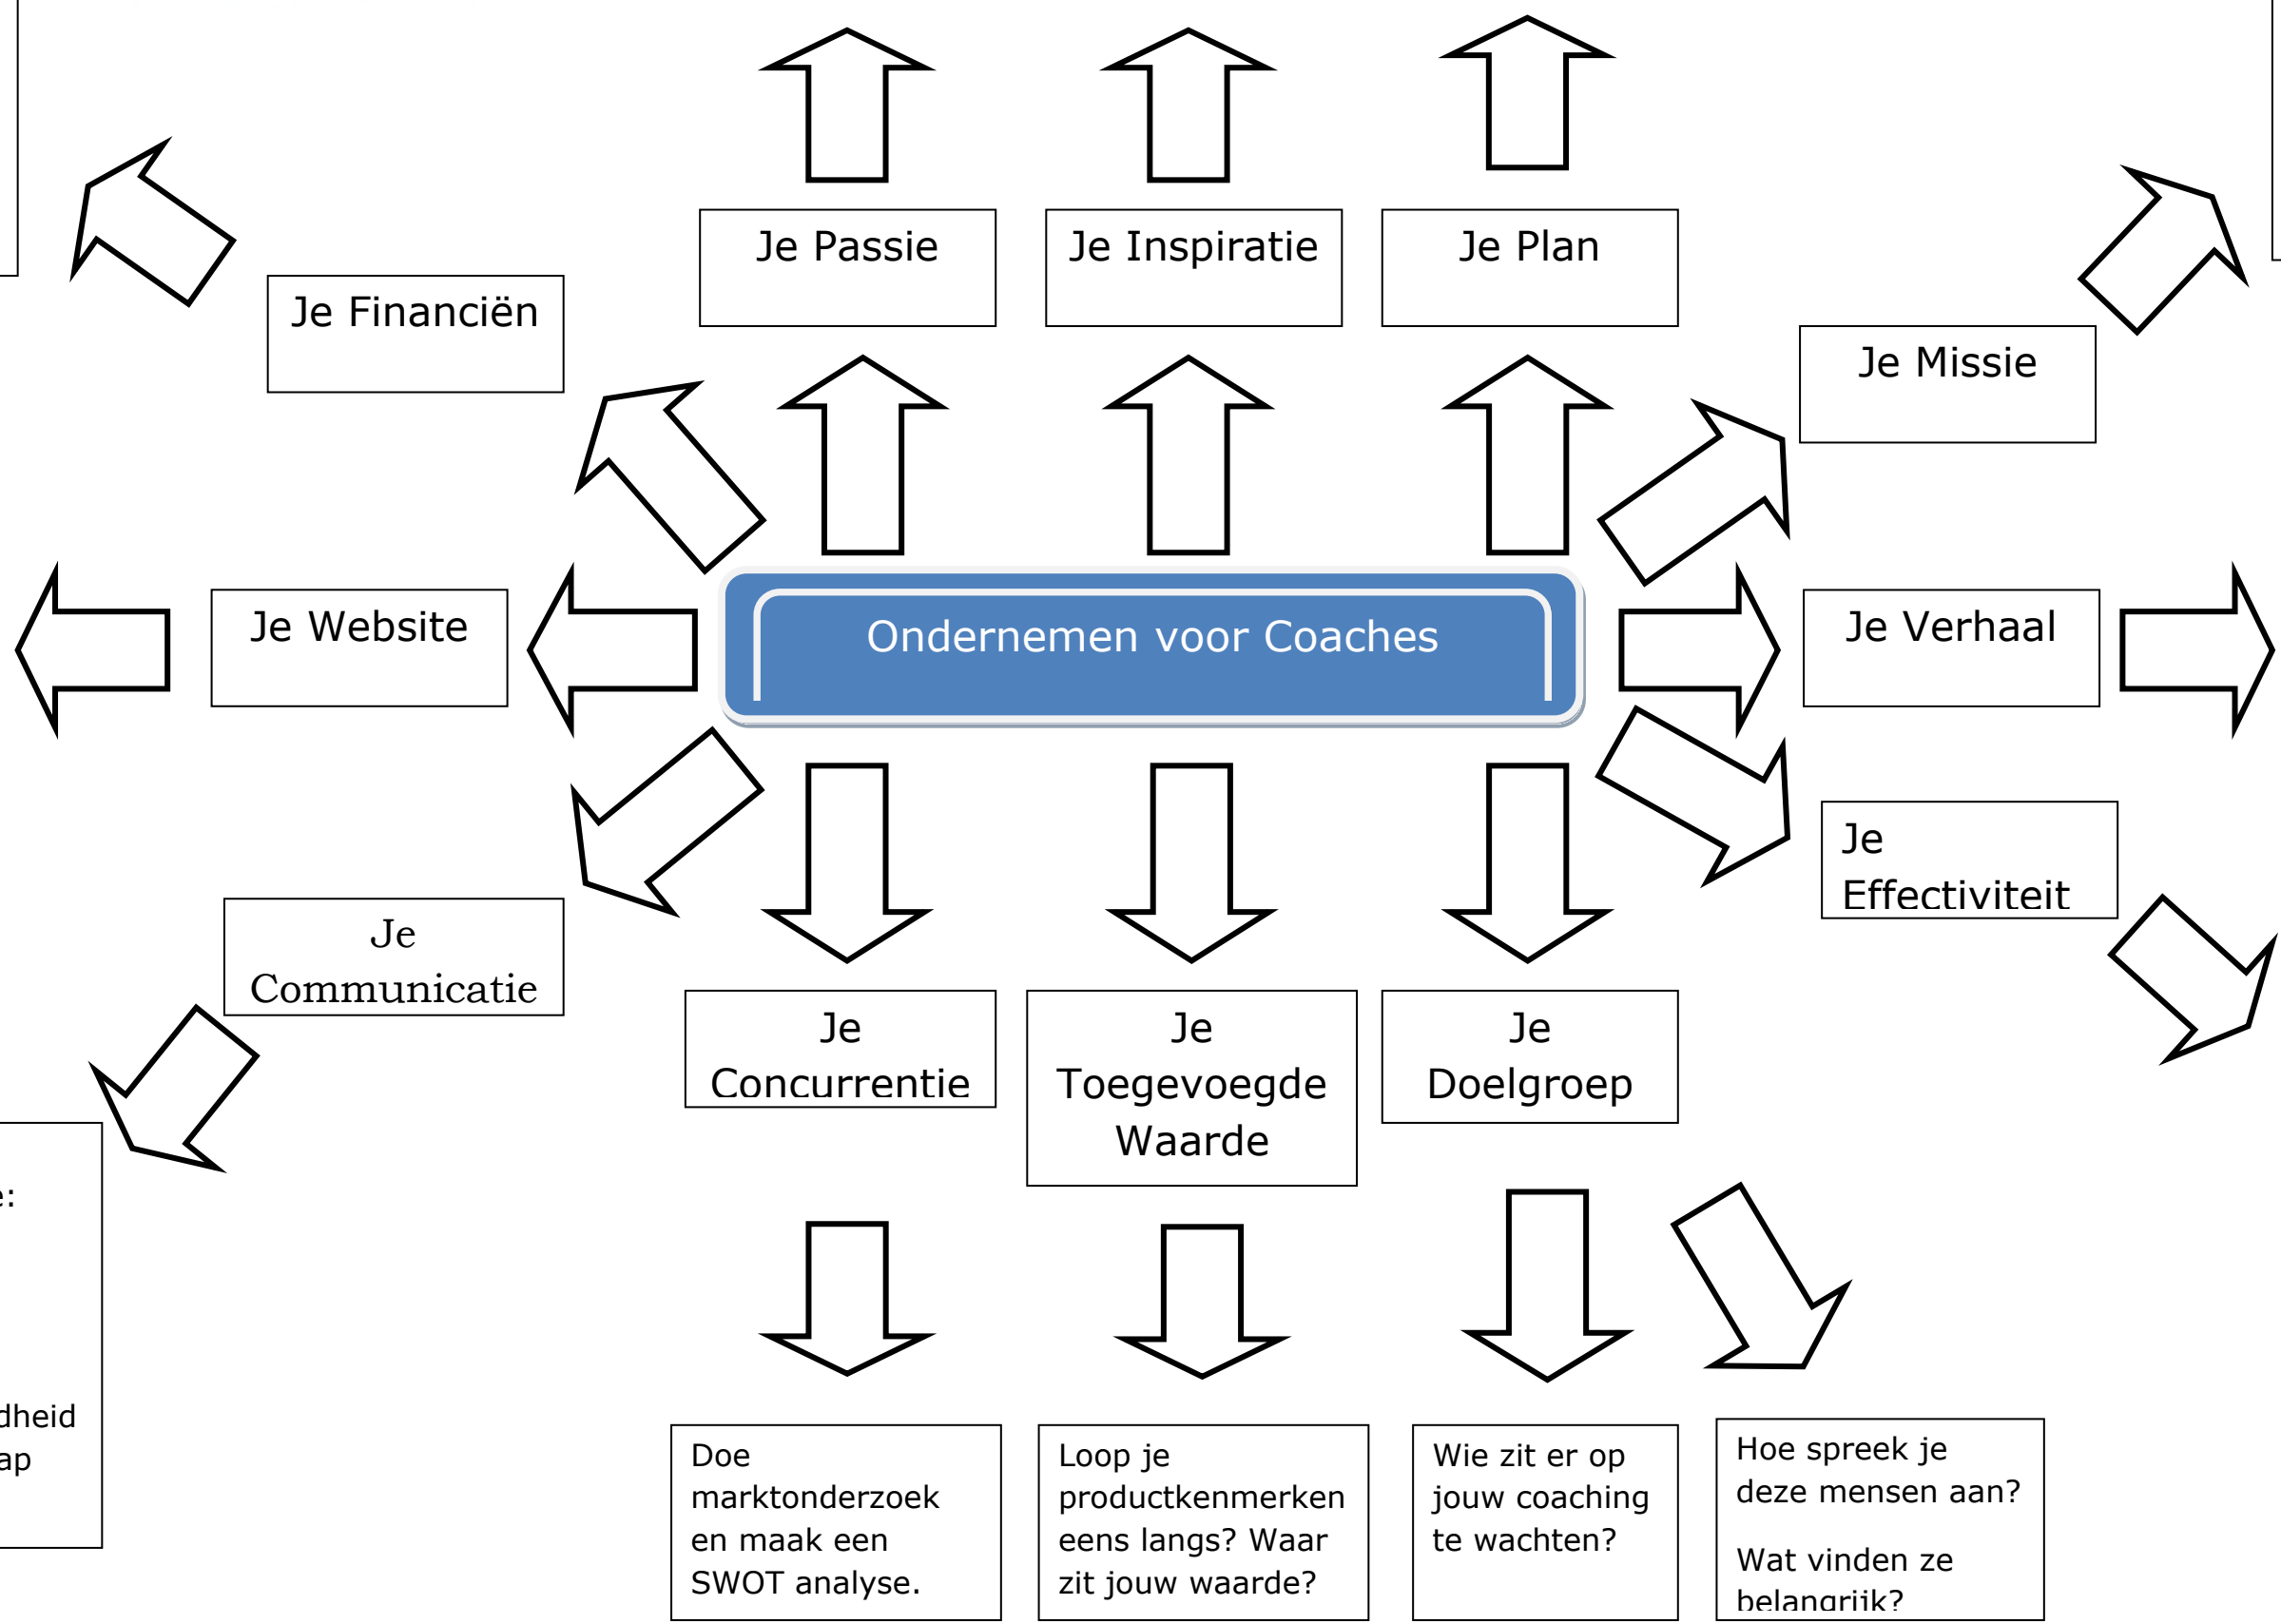 Je Passie
Je Inspiratie
Je Plan
Je Financiën
Je Missie
Je Website
Ondernemen voor Coaches
Je Verhaal
Je
Effectiviteit
Je
Communicatie
Je
Concurrentie
Je
Toegevoegde
Waarde
Je
Doelgroep
Doe
marktonderzoek
en maak een
SWOT analyse.
Loop je
productkenmerken
eens langs? Waar
zit jouw waarde?
Wie zit er op
jouw coaching
te wachten?
Hoe spreek je
deze mensen aan?
Wat vinden ze
belangrijk?